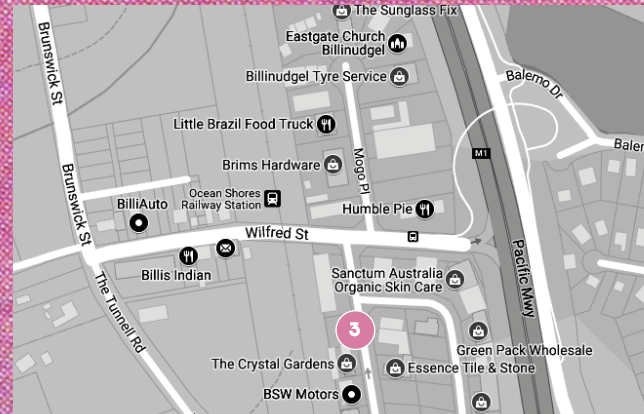 The Sunglass Fix
Eastgate Church
Billinudgel
Billinudgel Tyre Service
Brunswick St
Balemo Dr
Little Brazil Food Truck
Baler
Brunswick St
Brims Hardware
Mogo Pl
M1
Ocean Shores
Railway Station
BilliAuto
Humble Pie
Wilfred St
Pacific Mwy
Billis Indian
The Tunnell Rd
Sanctum Australia
Organic Skin Care
3
Green Pack Wholesale
The Crystal Gardens
Essence Tile & Stone
BSW Motors